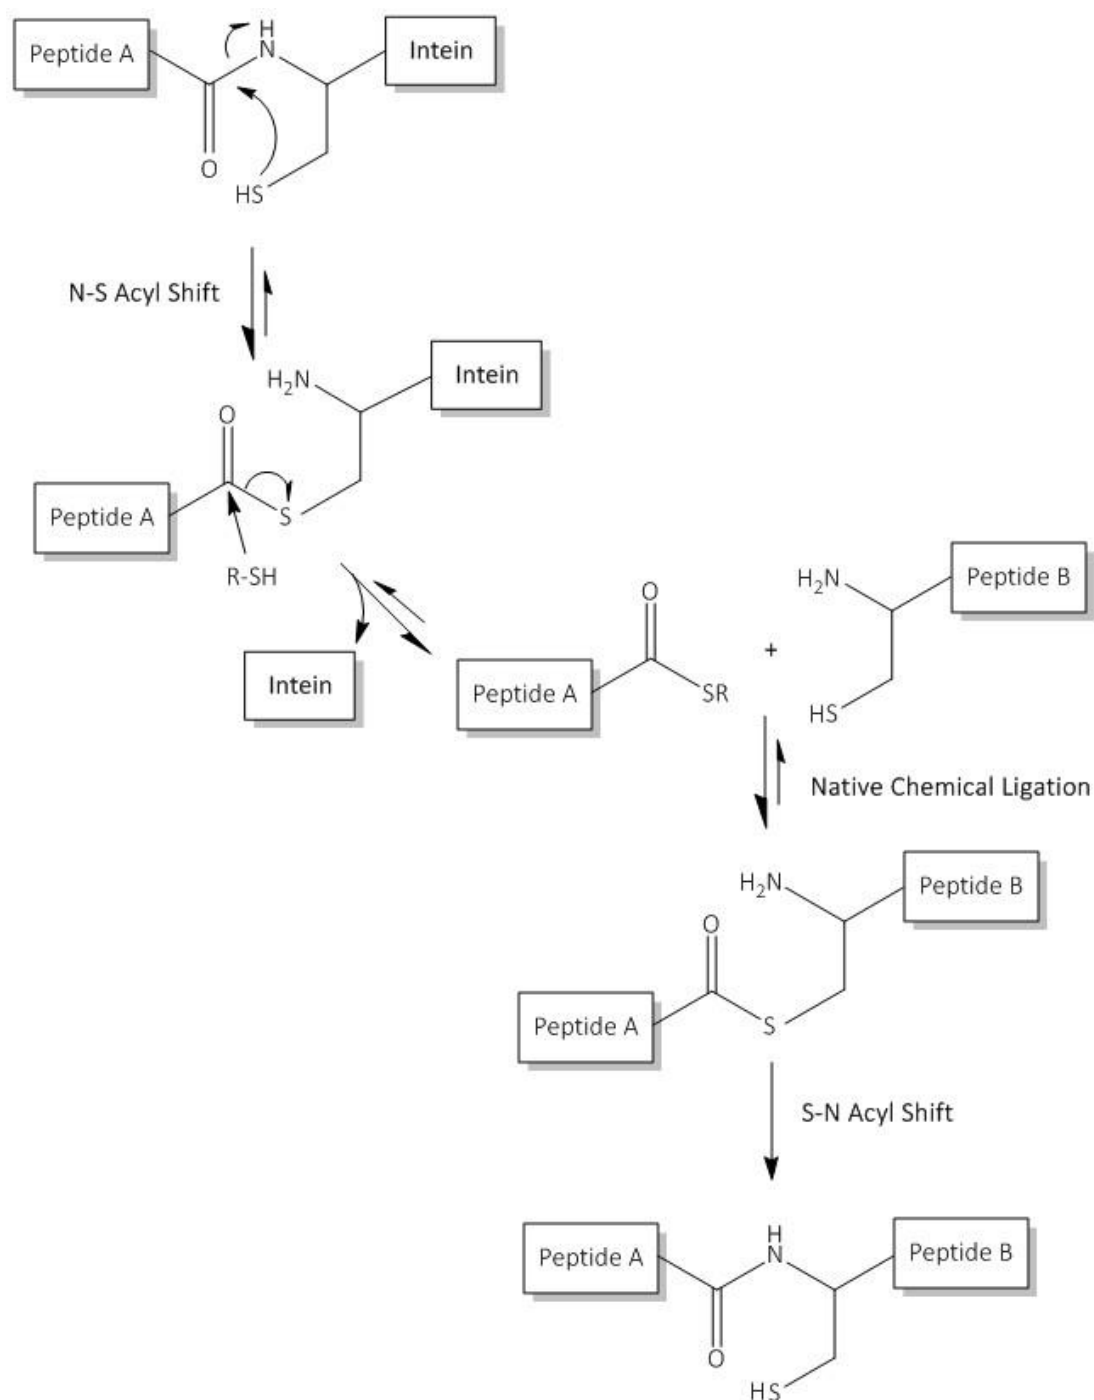 H
Peptide A
N
Intein
O
HS
N-S Acyl Shift
H2N
Intein
O
Peptide A
S
R-SH
H2N
Peptide B
O
+
Intein
Peptide A
SR
HS
Native Chemical Ligation
H2N
Peptide B
O
Peptide A
S
S-N Acyl Shift
H
Peptide A
N
Peptide B
O
HS